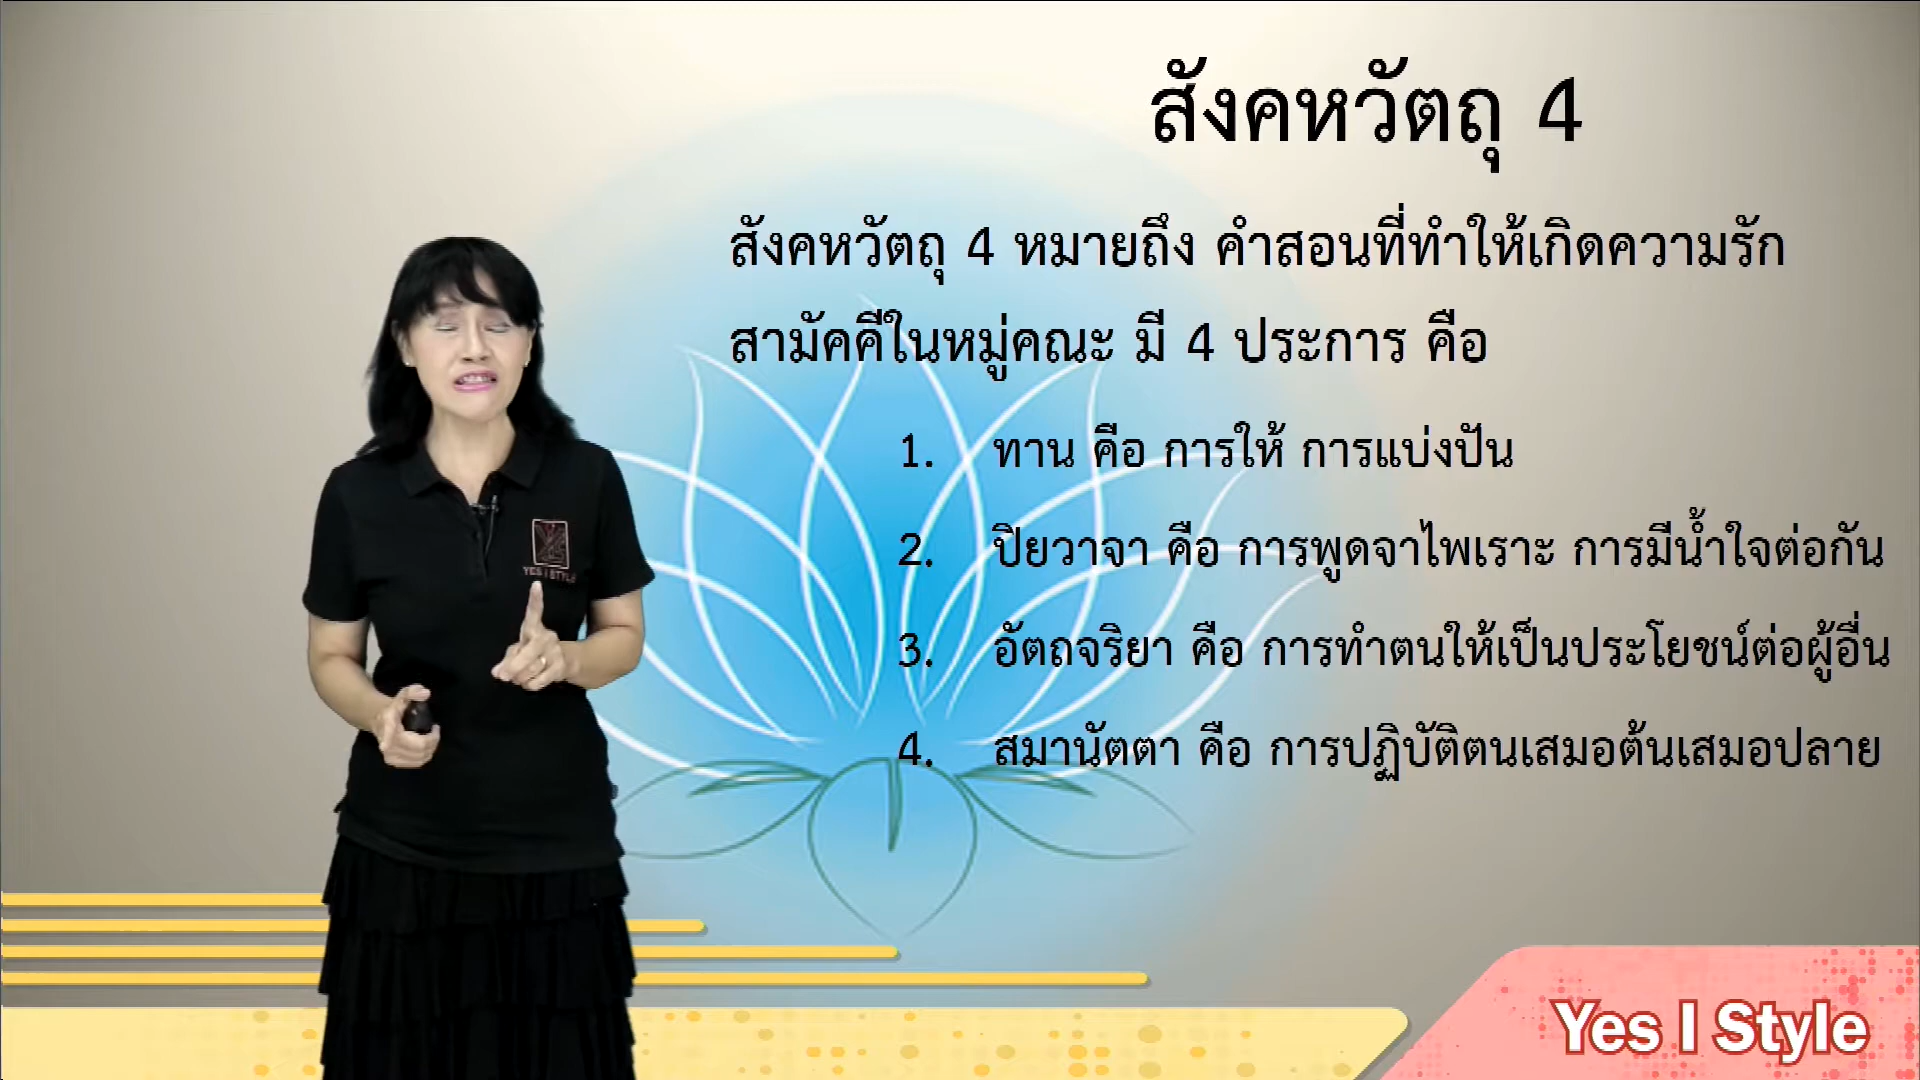 สังคหวัตถุ 4
สังคหวัตถุ 4 หมายถึง คำสอนที่ทำให้เกิดความรัก
สามัคคีในหมู่คณะ มี 4 ประการ คือ
1. ทาน คือ การให้ การแบ่งปัน
2. ปิยวาจา คือ การพูดจาไพเราะ การมีน้ำใจต่อกัน
3. อัตถจริยา คือ การทำตนให้เป็นประโยชน์ต่อผู้อื่น
4. สมานัตตา คือ การปฏิบัติตนเสมอต้นเสมอปลาย
YES I STYLE
Yes I Style